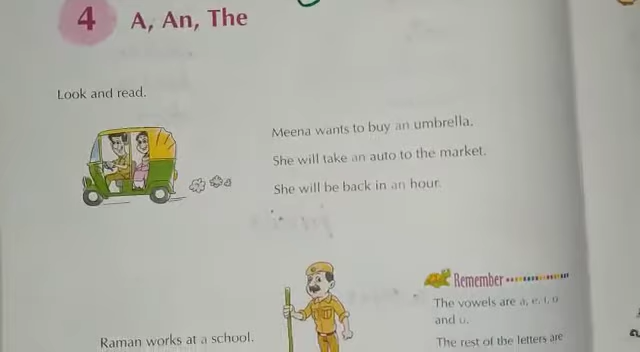 4 A, An, The
Look and read.
Meena wants to buy an umbrella.
She will take an auto to the market.
She will be back in an hour.
Raman works at a school.
Remember
The vowels are a, e, i, o
and u.
The rest of the letters are